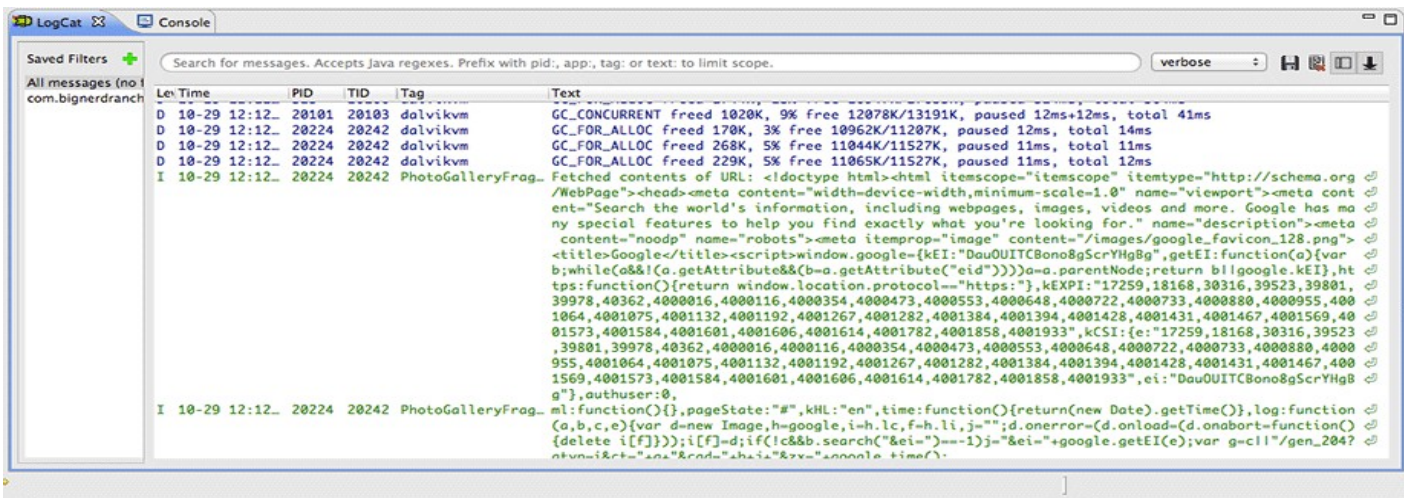 LogCat Console
Saved Filters
Search for messages. Accepts Java regexes. Prefix with pid:, app:, tag: or text: to limit scope. verbose
All messages (no f
com.bignerdranch
Lev Time PID TID Tag Text
D 10-29 12:12… 20101 20103 dalvikvm GC_CONCURRENT freed 1020K, 9% free 12078K/13191K, paused 12ms+12ms, total 41ms
D 10-29 12:12… 20224 20242 dalvikvm GC_FOR_ALLOC freed 170K, 3% free 10962K/11207K, paused 12ms, total 14ms
D 10-29 12:12… 20224 20242 dalvikvm GC_FOR_ALLOC freed 268K, 5% free 11044K/11527K, paused 11ms, total 11ms
D 10-29 12:12… 20224 20242 dalvikvm GC_FOR_ALLOC freed 229K, 5% free 11065K/11527K, paused 11ms, total 12ms
I 10-29 12:12… 20224 20242 PhotoGalleryFrag… Fetched contents of URL: <!doctype html><html itemscope="itemscope" itemtype="http://schema.org
/WebPage"><head><meta content="width=device-width,minimum-scale=1.0" name="viewport"><meta cont
ent="Search the world's information, including webpages, images, videos and more. Google has ma
ny special features to help you find exactly what you're looking for." name="description"><meta
content="noodp" name="robots"><meta itemprop="image" content="/images/google_favicon_128.png">
<title>Google</title><script>window.google={kEI:"DauOUITCBono8gScrYHgBg",getEI:function(a){var
b;while(a&&!(a.getAttribute&&(b=a.getAttribute("eid"))))a=a.parentNode;return b||google.kEI},ht
tps:function(){return window.location.protocol=="https:"},kEXPI:"17259,18168,30316,39523,39801,
39978,40362,4000016,4000116,4000354,4000473,4000553,4000648,4000722,4000733,4000880,4000955,400
1064,4001075,4001132,4001192,4001267,4001282,4001384,4001394,4001428,4001431,4001467,4001569,40
01573,4001584,4001601,4001606,4001614,4001782,4001858,4001933",kCSI:{e:"17259,18168,30316,39523
,39801,39978,40362,4000016,4000116,4000354,4000473,4000553,4000648,4000722,4000733,4000880,4000
955,4001064,4001075,4001132,4001192,4001267,4001282,4001384,4001394,4001428,4001431,4001467,400
1569,4001573,4001584,4001601,4001606,4001614,4001782,4001858,4001933",ei:"DauOUITCBono8gScrYHgB
g"},authuser:0,
I 10-29 12:12… 20224 20242 PhotoGalleryFrag… ml:function(){},pageState:"#",kHL:"en",time:function(){return(new Date).getTime()},log:function
(a,b,c,e){var d=new Image,h=google,i=h.lc,f=h.li,j="";d.onerror=(d.onload=(d.onabort=function()
{delete i[f]}));i[f]=d;if(!c&&b.search("&ei=")==-1)j="&ei="+google.getEI(e);var g=c||"/gen_204?